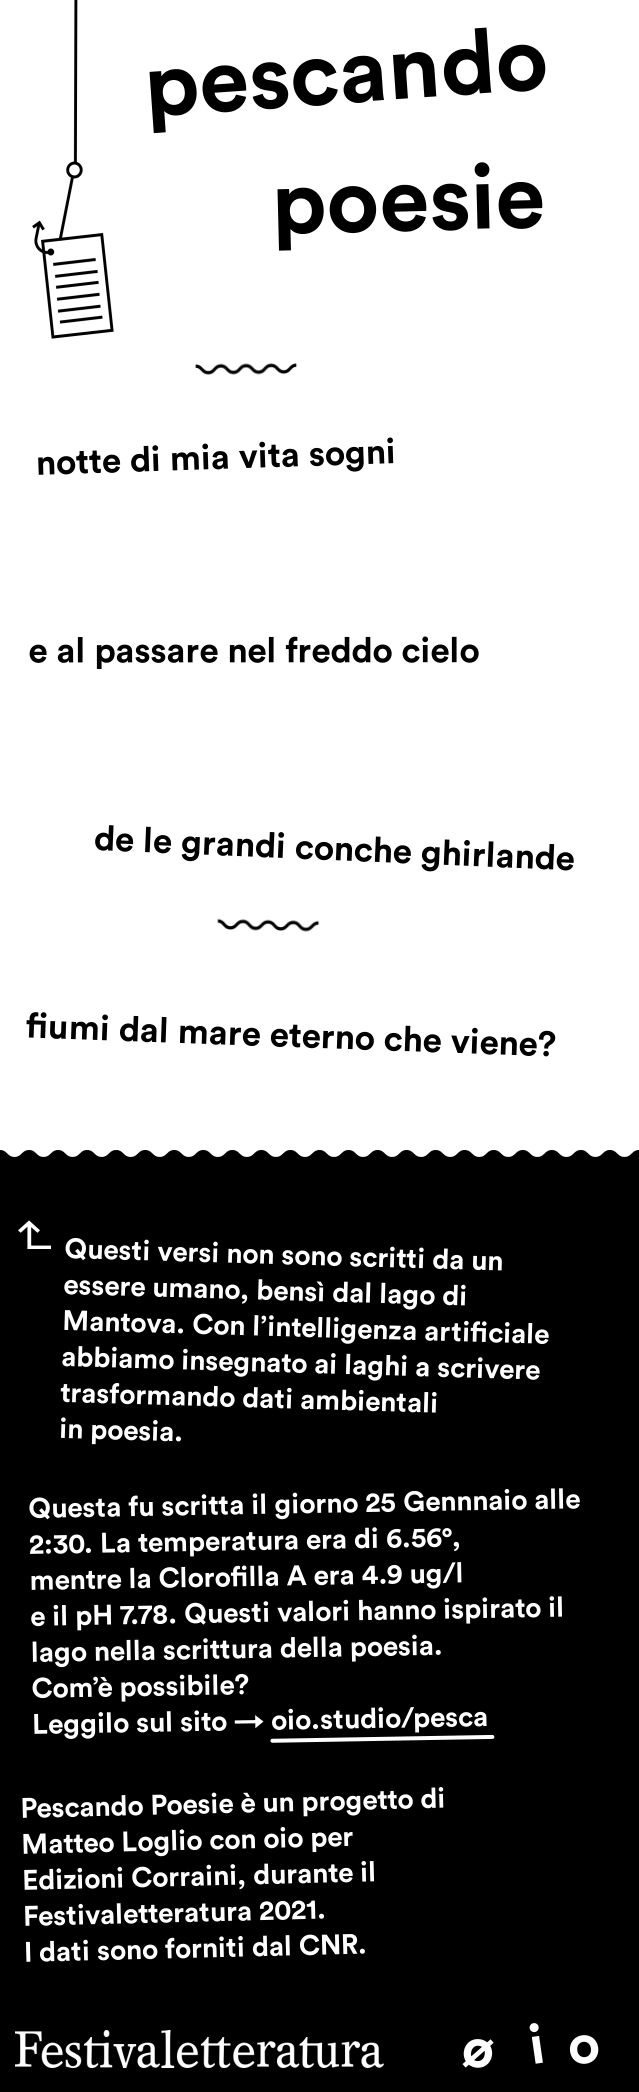 pescando
poesie
notte di mia vita sogni
e al passare nel freddo cielo
de le grandi conche ghirlande
fiumi dal mare eterno che viene?
Questi versi non sono scritti da un
essere umano, bensì dal lago di
Mantova. Con l’intelligenza artificiale
abbiamo insegnato ai laghi a scrivere
trasformando dati ambientali
in poesia.
Questa fu scritta il giorno 25 Gennnaio alle
2:30. La temperatura era di 6.56°,
mentre la Clorofilla A era 4.9 ug/l
e il pH 7.78. Questi valori hanno ispirato il
lago nella scrittura della poesia.
Com’è possibile?
Leggilo sul sito → oio.studio/pesca
Pescando Poesie è un progetto di
Matteo Loglio con oio per
Edizioni Corraini, durante il
Festivaletteratura 2021.
I dati sono forniti dal CNR.
Festivaletteratura ø i o